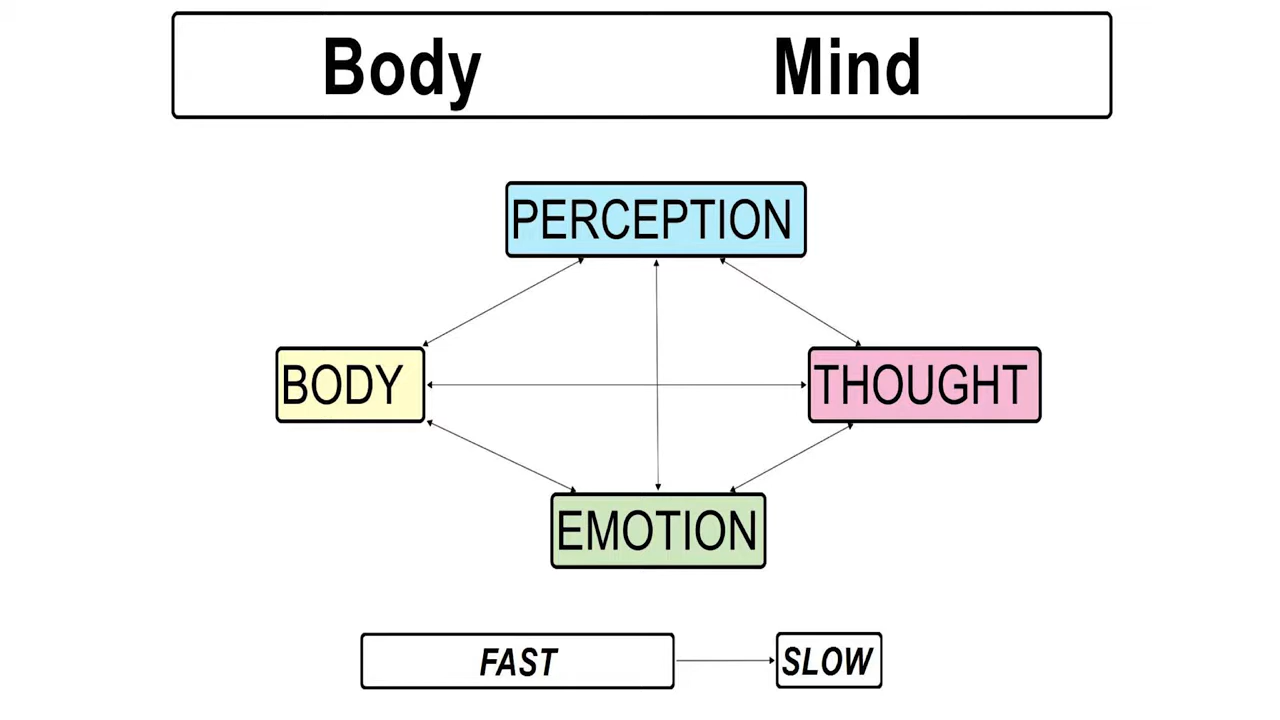 Body Mind
PERCEPTION
BODY THOUGHT
EMOTION
FAST SLOW